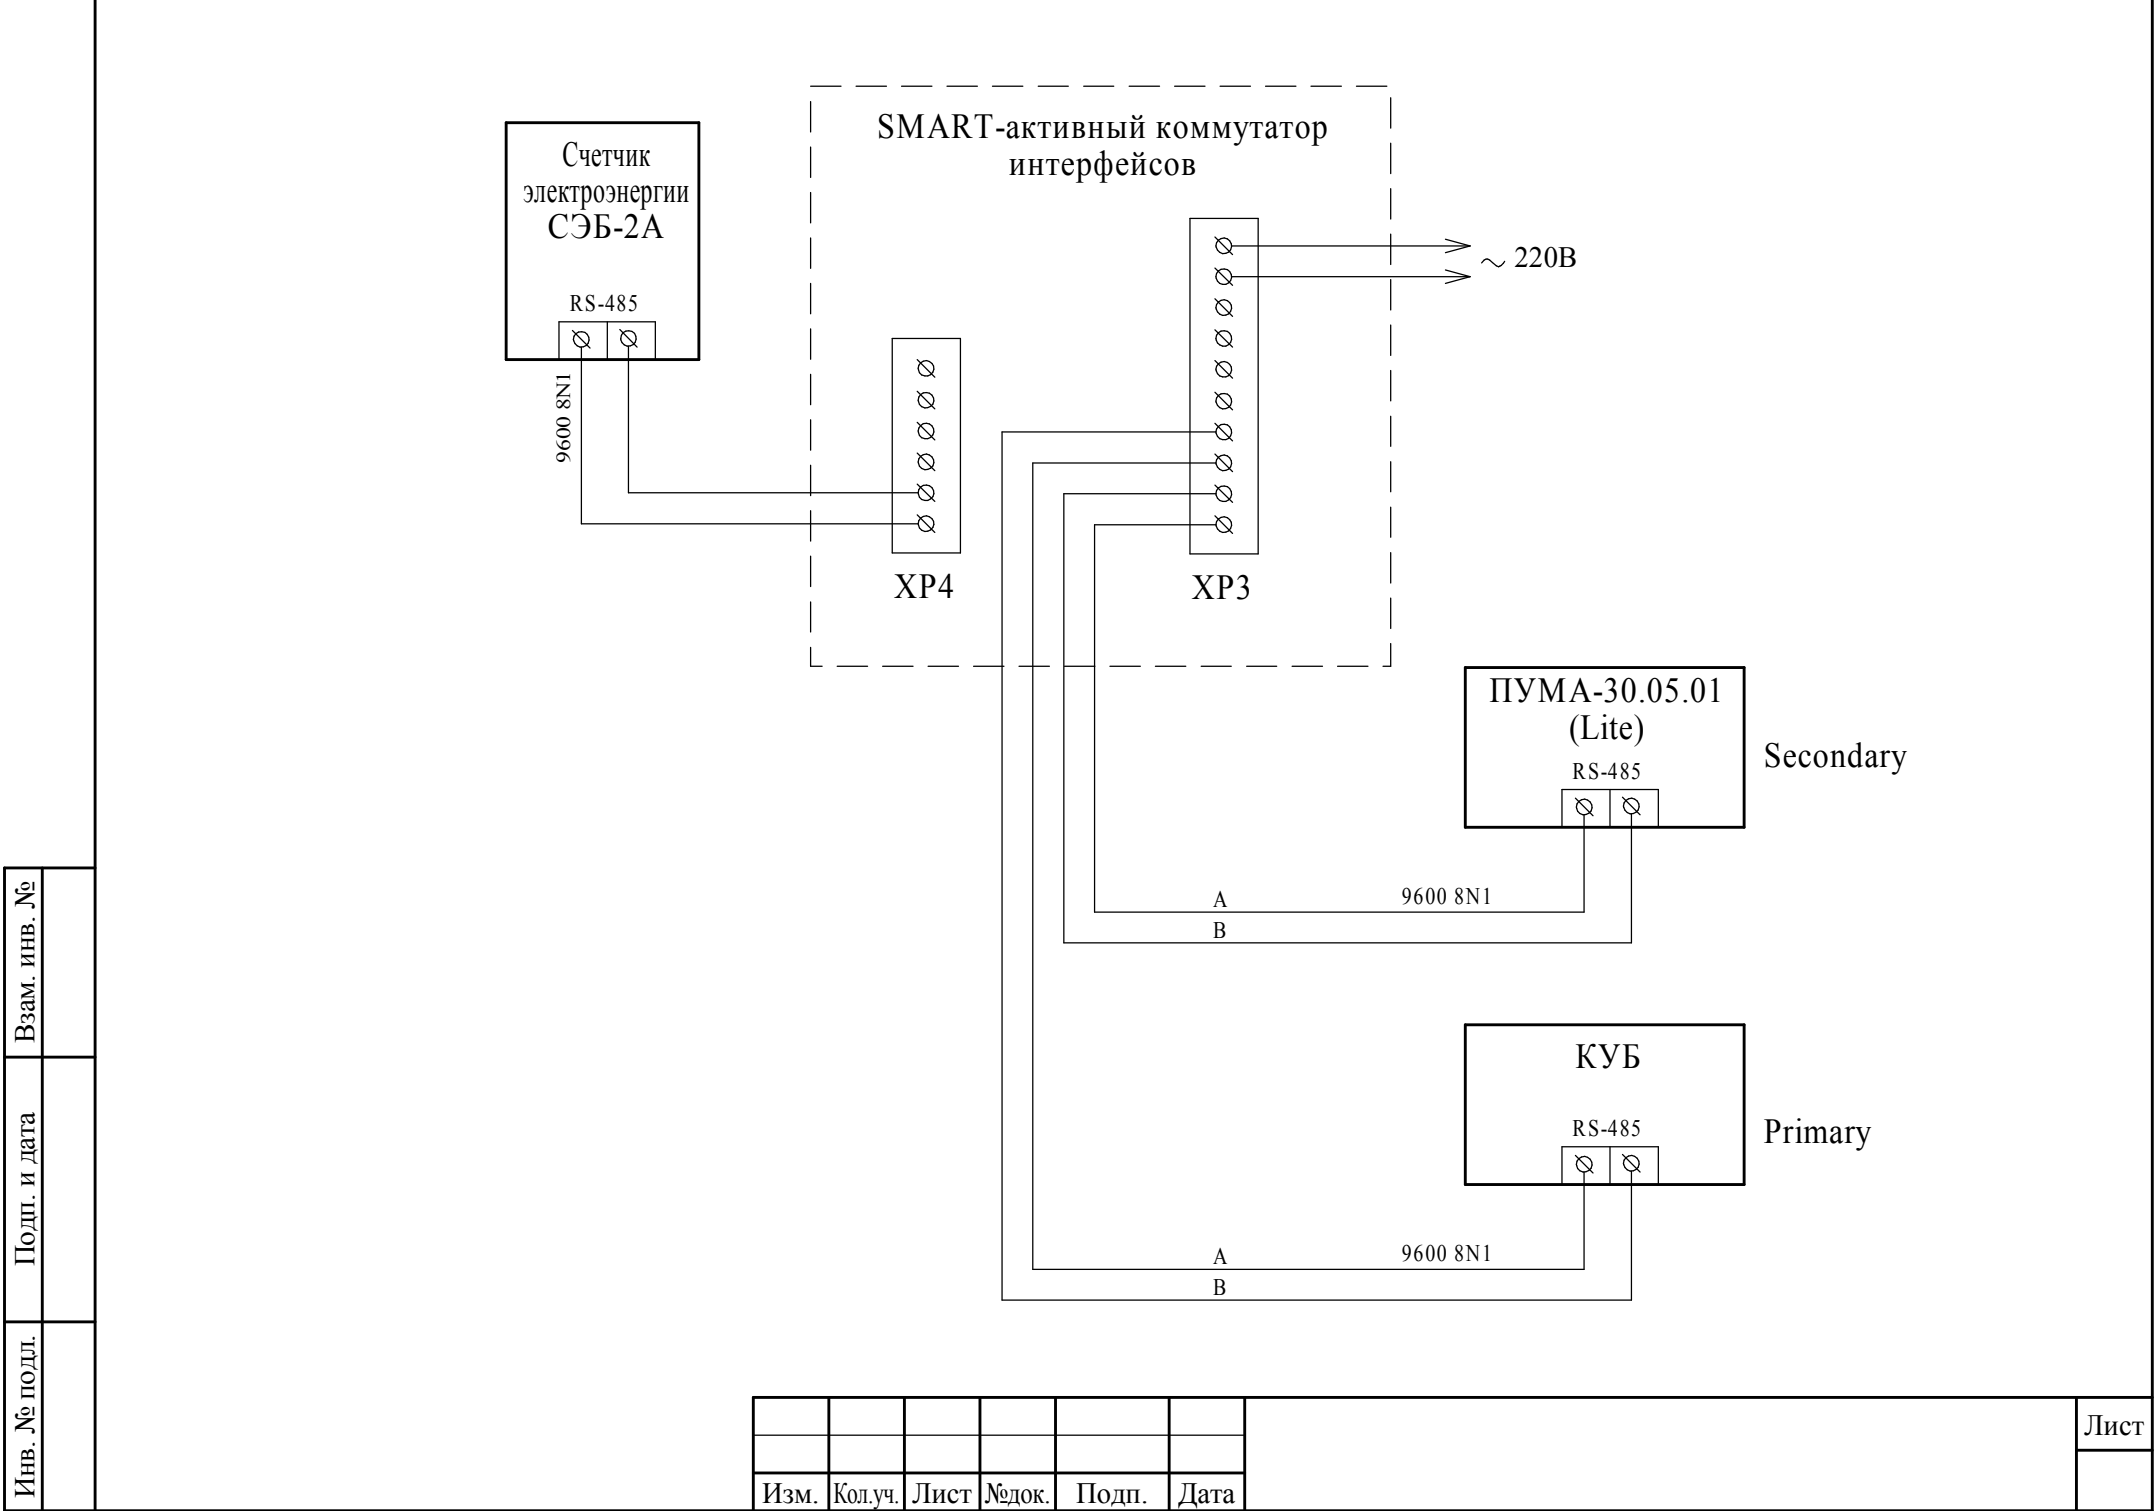 SMART-активный коммутатор
интерфейсов
Счетчик
электроэнергии
СЭБ-2А
RS-485
9600 8N1
~ 220В
XP4
XP3
ПУМА-30.05.01
(Lite)
RS-485
Secondary
A
9600 8N1
B
КУБ
RS-485
Primary
A
9600 8N1
B
Взам. инв. №
Подп. и дата
Инв. № подл.
Изм. Кол.уч. Лист №док. Подп. Дата
Лист